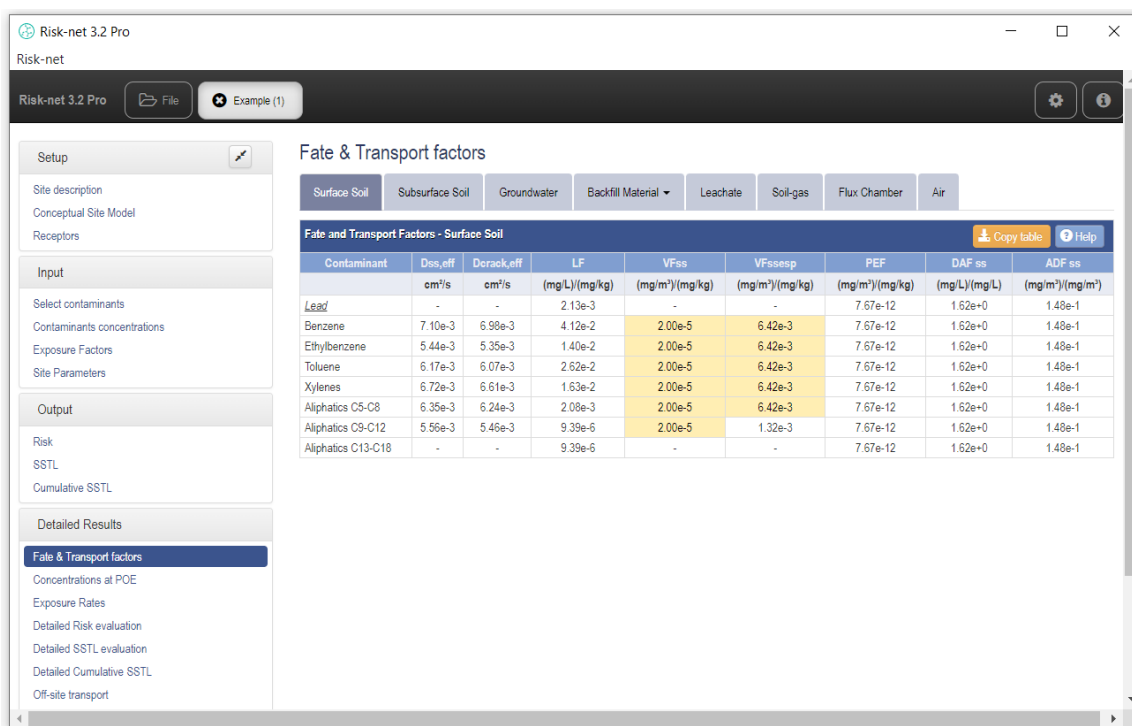 Risk-net 3.2 Pro
Risk-net
Risk-net 3.2 Pro File Example (1)
Setup
Site description
Conceptual Site Model
Receptors
Input
Select contaminants
Contaminants concentrations
Exposure Factors
Site Parameters
Output
Risk
SSTL
Cumulative SSTL
Detailed Results
Fate & Transport factors
Concentrations at POE
Exposure Rates
Detailed Risk evaluation
Detailed SSTL evaluation
Detailed Cumulative SSTL
Off-site transport
Fate & Transport factors
Surface Soil Subsurface Soil Groundwater Backfill Material Leachate Soil-gas Flux Chamber Air
Fate and Transport Factors - Surface Soil Copy table Help
Contaminant Dss,eff Dcrack,eff LF VFss VFssesp PEF DAF ss ADF ss
cm²/s cm²/s (mg/L)/(mg/kg) (mg/m³)/(mg/kg) (mg/m³)/(mg/kg) (mg/m³)/(mg/kg) (mg/L)/(mg/L) (mg/m³)/(mg/m³)
Lead - - 2.13e-3 - - 7.67e-12 1.62e+0 1.48e-1
Benzene 7.10e-3 6.98e-3 4.12e-2 2.00e-5 6.42e-3 7.67e-12 1.62e+0 1.48e-1
Ethylbenzene 5.44e-3 5.35e-3 1.40e-2 2.00e-5 6.42e-3 7.67e-12 1.62e+0 1.48e-1
Toluene 6.17e-3 6.07e-3 2.62e-2 2.00e-5 6.42e-3 7.67e-12 1.62e+0 1.48e-1
Xylenes 6.72e-3 6.61e-3 1.63e-2 2.00e-5 6.42e-3 7.67e-12 1.62e+0 1.48e-1
Aliphatics C5-C8 6.35e-3 6.24e-3 2.08e-3 2.00e-5 6.42e-3 7.67e-12 1.62e+0 1.48e-1
Aliphatics C9-C12 5.56e-3 5.46e-3 9.39e-6 2.00e-5 1.32e-3 7.67e-12 1.62e+0 1.48e-1
Aliphatics C13-C18 - - 9.39e-6 - - 7.67e-12 1.62e+0 1.48e-1